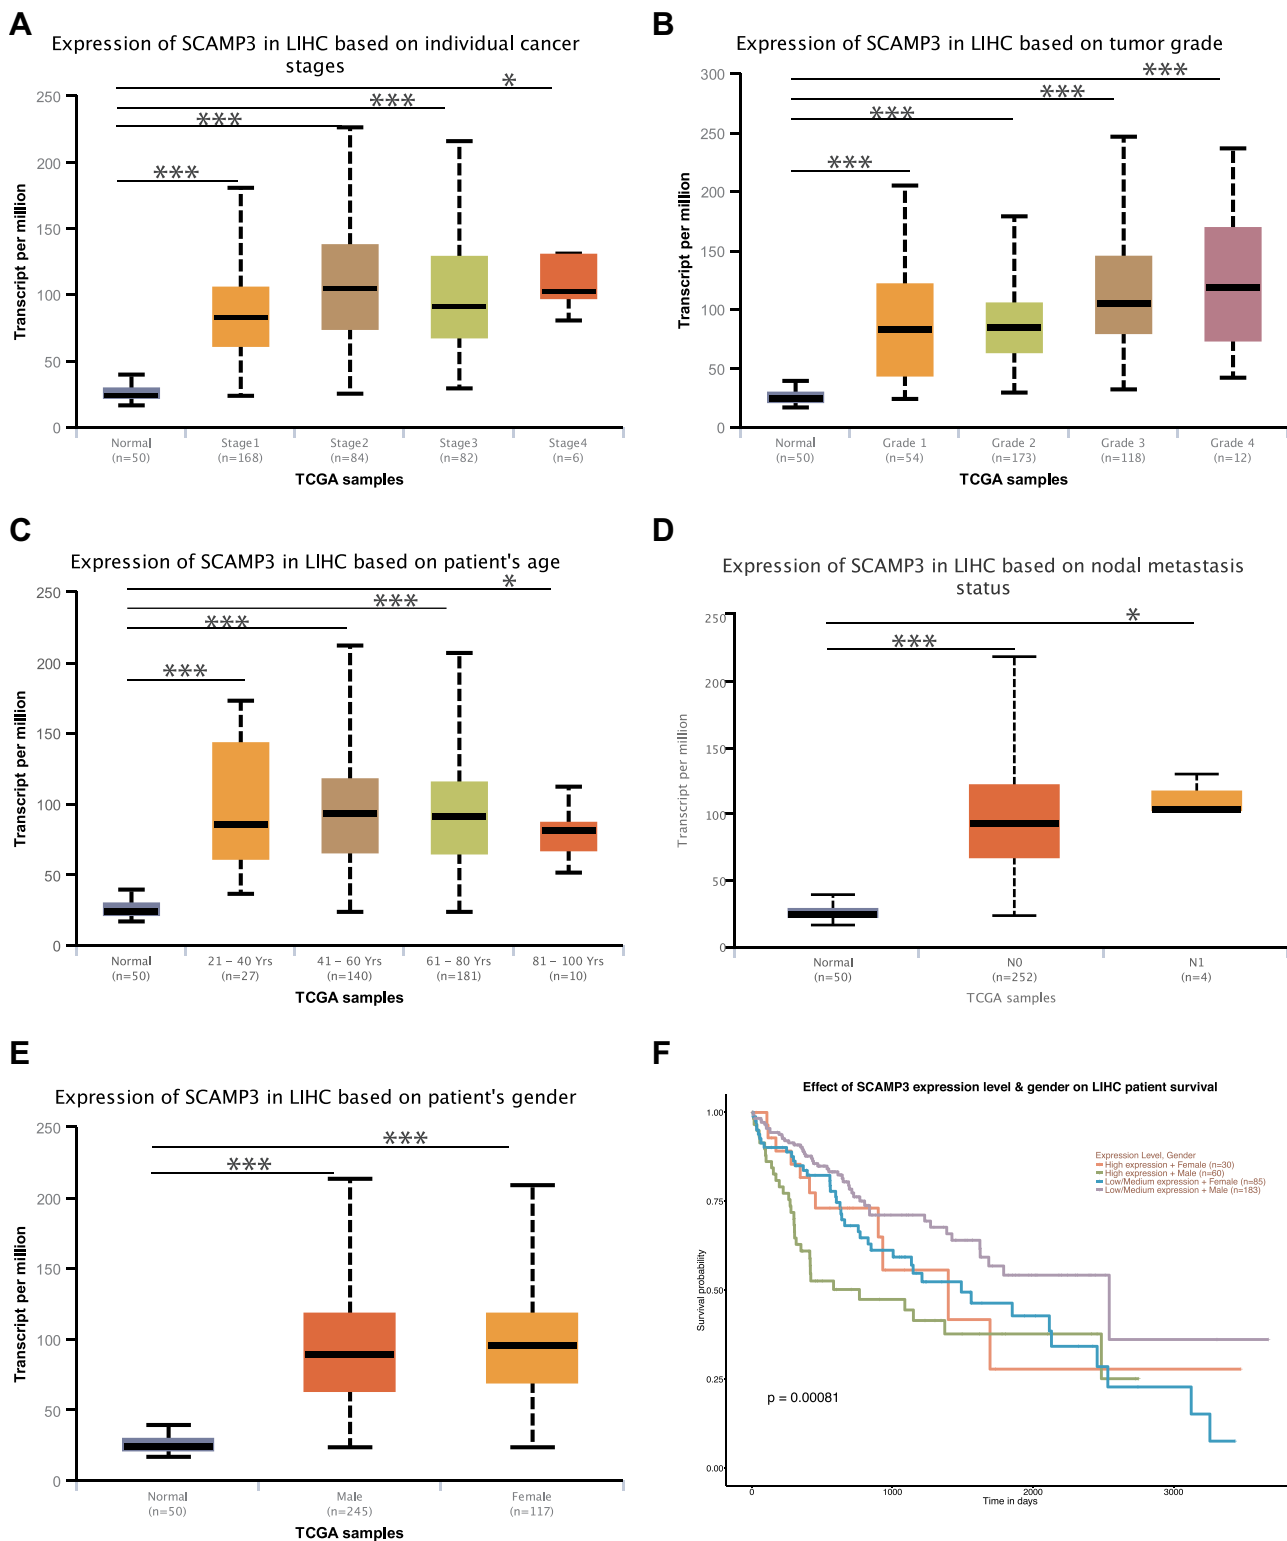 A
Expression of SCAMP3 in LIHC based on individual cancer
stages
Transcript per million
250
200
150
100
50
0
***
***
***
*
Normal
(n=50)
Stage1
(n=168)
Stage2
(n=84)
Stage3
(n=82)
Stage4
(n=6)
TCGA samples
B
Expression of SCAMP3 in LIHC based on tumor grade
Transcript per million
300
250
200
150
100
50
0
***
***
***
***
Normal
(n=50)
Grade 1
(n=54)
Grade 2
(n=173)
Grade 3
(n=118)
Grade 4
(n=12)
TCGA samples
C
Expression of SCAMP3 in LIHC based on patient's age
Transcript per million
250
200
150
100
50
0
***
***
***
*
Normal
(n=50)
21 – 40 Yrs
(n=27)
41 – 60 Yrs
(n=140)
61 – 80 Yrs
(n=181)
81 – 100 Yrs
(n=10)
TCGA samples
D
Expression of SCAMP3 in LIHC based on nodal metastasis
status
Transcript per million
250
200
150
100
50
0
***
*
Normal
(n=50)
N0
(n=252)
N1
(n=4)
TCGA samples
E
Expression of SCAMP3 in LIHC based on patient's gender
Transcript per million
250
200
150
100
50
0
***
***
Normal
(n=50)
Male
(n=245)
Female
(n=117)
TCGA samples
F
Effect of SCAMP3 expression level & gender on LIHC patient survival
Survival probability
1.00
0.75
0.50
0.25
0.00
Expression Level, Gender
High expression + Female (n=30)
High expression + Male (n=60)
Low/Medium expression + Female (n=85)
Low/Medium expression + Male (n=183)
p = 0.00081
0
1000
2000
3000
Time in days